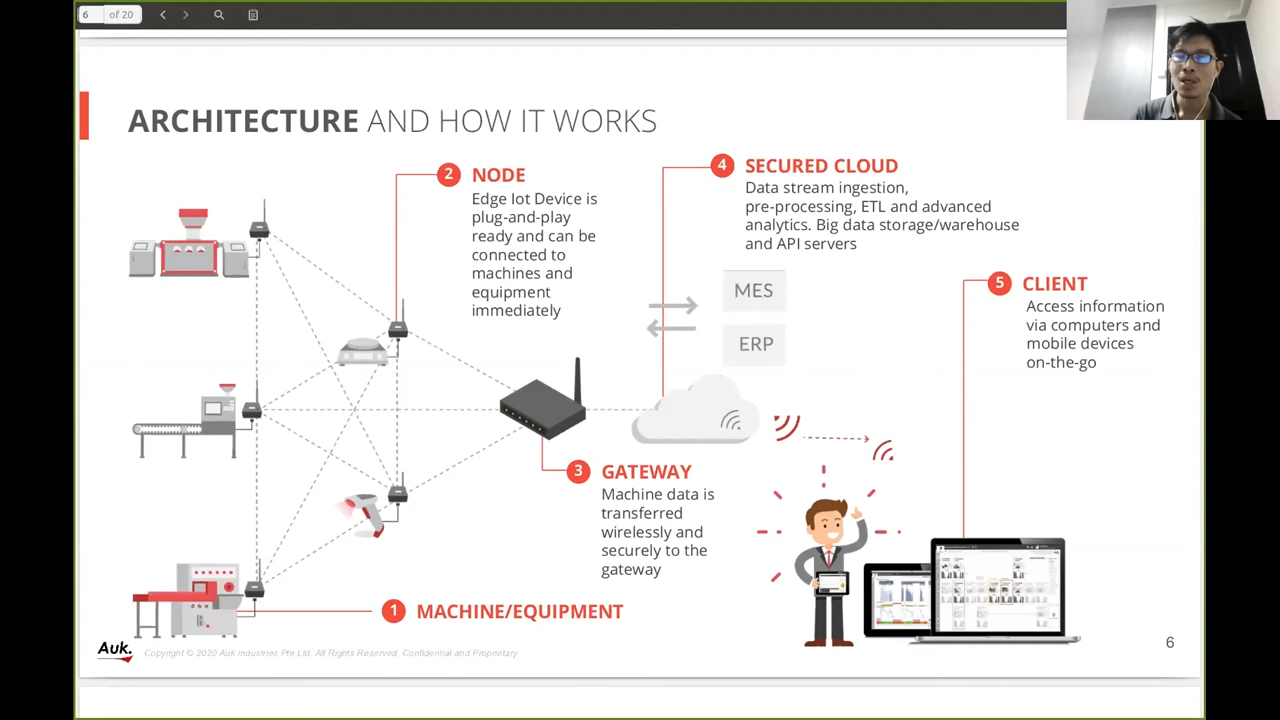 6 of 20
ARCHITECTURE AND HOW IT WORKS
2 NODE
Edge Iot Device is
plug-and-play
ready and can be
connected to
machines and
equipment
immediately
4 SECURED CLOUD
Data stream ingestion,
pre-processing, ETL and advanced
analytics. Big data storage/warehouse
and API servers
MES
ERP
5 CLIENT
Access information
via computers and
mobile devices
on-the-go
3 GATEWAY
Machine data is
transferred
wirelessly and
securely to the
gateway
1 MACHINE/EQUIPMENT
Auk.
Copyright © 2020 Auk Industries Pte Ltd. All Rights Reserved. Confidential and Proprietary
6